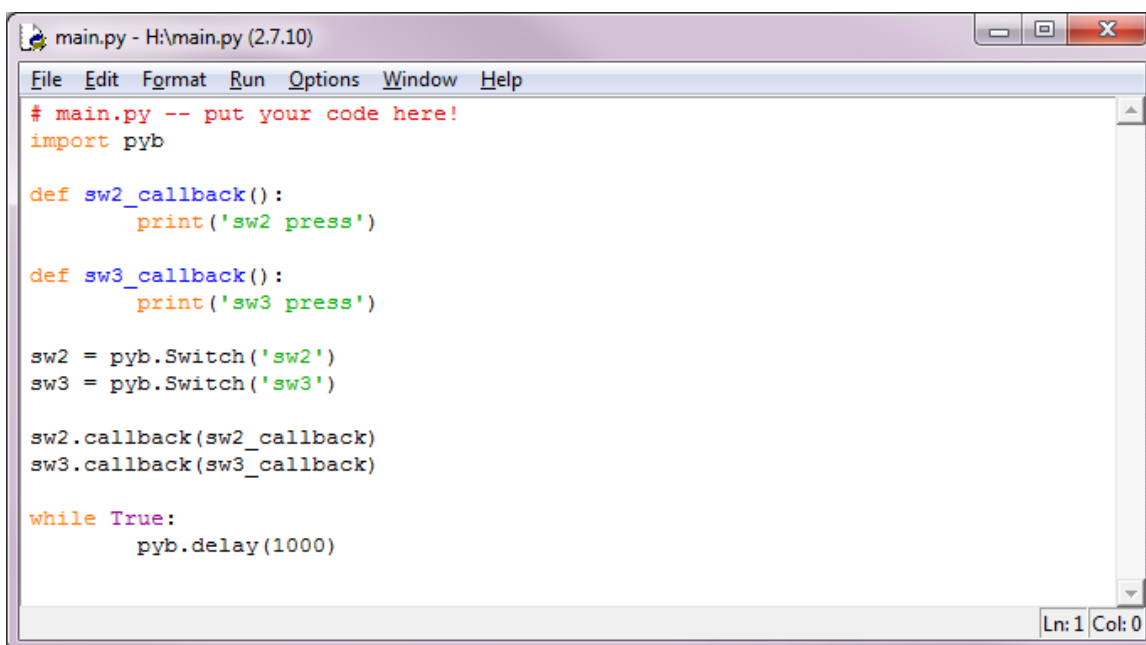 main.py - H:\main.py (2.7.10)
File Edit Format Run Options Window Help
# main.py -- put your code here!
import pyb

def sw2_callback():
        print('sw2 press')

def sw3_callback():
        print('sw3 press')

sw2 = pyb.Switch('sw2')
sw3 = pyb.Switch('sw3')

sw2.callback(sw2_callback)
sw3.callback(sw3_callback)

while True:
        pyb.delay(1000)
Ln: 1 Col: 0